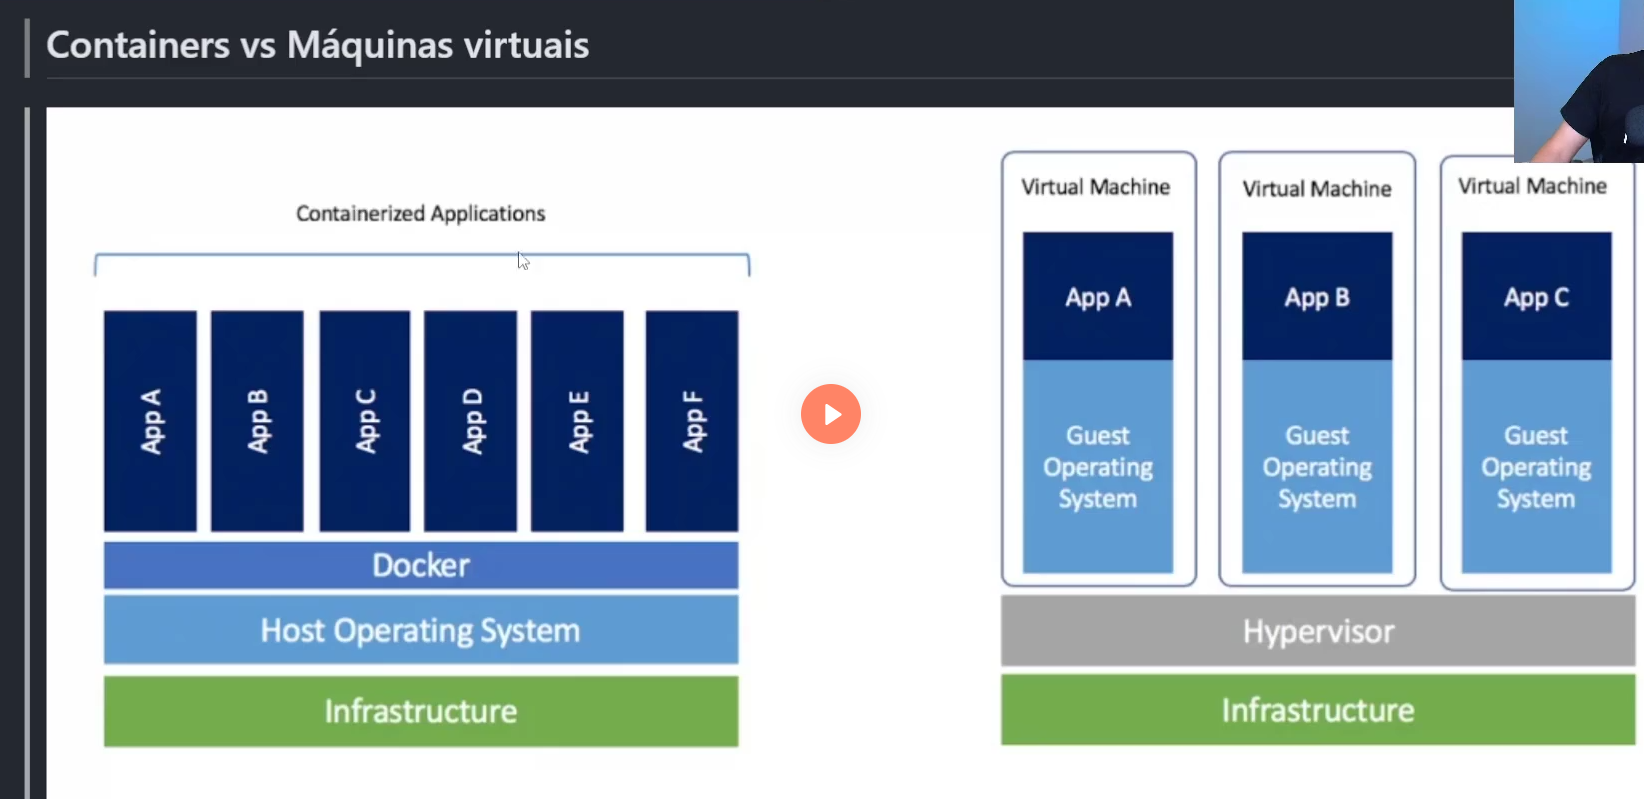 Containers vs Máquinas virtuais
Containerized Applications
App A
App B
App C
App D
App E
App F
Docker
Host Operating System
Infrastructure
Virtual Machine
App A
Guest
Operating
System
Virtual Machine
App B
Guest
Operating
System
Virtual Machine
App C
Guest
Operating
System
Hypervisor
Infrastructure